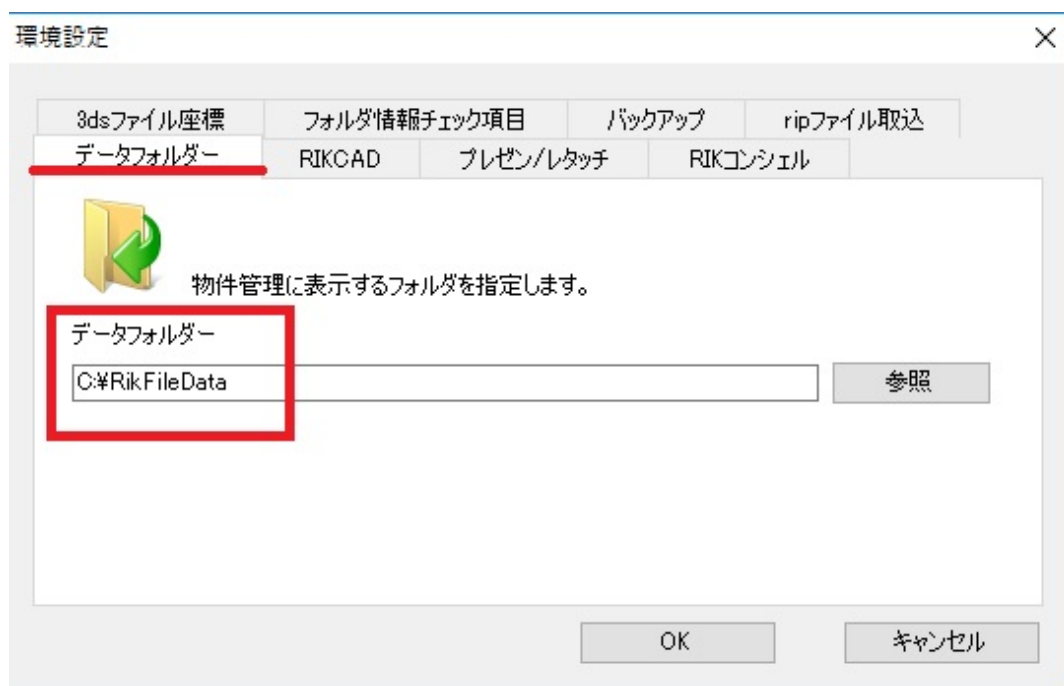 環境設定
3dsファイル座標 フォルダ情報チェック項目 バックアップ ripファイル取込
データフォルダー RIKCAD プレゼン/レタッチ RIKコンシェル
物件管理に表示するフォルダを指定します。
データフォルダー
C:¥RikFileData 参照
OK キャンセル